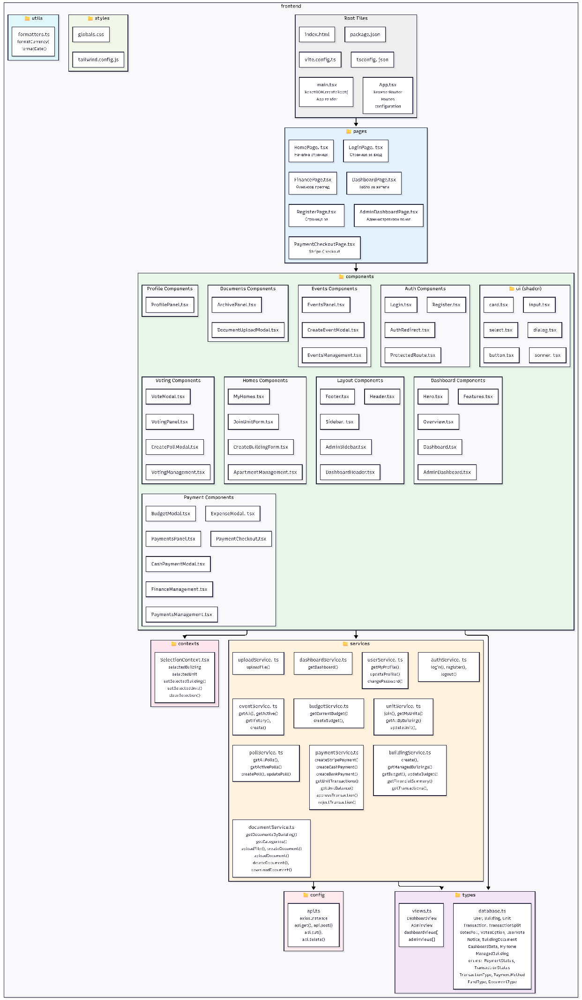 frontend
utils
formatters.ts
formatCurrency(
formatDate()
styles
globals.css
tailwind.config.js
Root Files
index.html
package.json
vite.config.ts
tsconfig. json
main.tsx
ReactDOM.createRoot(
App render
App.tsx
BrowserRouter
Routes
configuration
pages
HomePage. tsx
Начална страница
LoginPage. tsx
Страница за вход
FinancePage.tsx
Финансов преглед
DashboardPage.tsx
Табло за жители
RegisterPage.tsx
Страница за
AdminDashboardPage.tsx
Административен панел
PaymentCheckoutPage.tsx
Stripe Checkout
components
Profile Components
ProfilePanel.tsx
Documents Components
ArchivePanel.tsx
DocumentUploadModal.tsx
Events Components
EventsPanel.tsx
CreateEventModal.tsx
EventsManagement.tsx
Auth Components
Login.tsx
Register.tsx
AuthRedirect.tsx
ProtectedRoute.tsx
ui (shadcn)
card.tsx
input.tsx
select.tsx
dialog.tsx
button.tsx
sonner. tsx
Voting Components
VoteModal.tsx
VotingPanel.tsx
CreatePollModal.tsx
VotingManagement.tsx
Homes Components
MyHomes.tsx
JoinUnitForm.tsx
CreateBuildingForm.tsx
ApartmentManagement.tsx
Layout Components
Footer.tsx
Header.tsx
Sidebar. tsx
AdminSidebar.tsx
DashboardHeader.tsx
Dashboard Components
Hero.tsx
Features.tsx
Overview.tsx
Dashboard.tsx
AdminDashboard.tsx
Payment Components
BudgetModal.tsx
ExpenseModal. tsx
PaymentsPanel.tsx
PaymentCheckout.tsx
CashPaymentModal.tsx
FinanceManagement.tsx
PaymentsManagement.tsx
contexts
SelectionContext.tsx
selectedBuilding
selectedUnit
setSelectedBuilding()
setSelectedUnit()
clearSelection()
services
uploadService. ts
uploadFile()
dashboardService.ts
getDashboard()
userService. ts
getMyProfile()
updateProfile()
changePassword()
authService. ts
login(), register(),
logout()
eventService. ts
getAll(), getActive()
getHistory(),
create()
budgetService.ts
getCurrentBudget()
createBudget(),
unitService. ts
join(), getMyUnits()
getAllByBuilding()
updateUnit(),
pollService. ts
getAllPolls(),
getActivePolls()
createPoll(), updatePoll()
paymentService.ts
createStripePayment(
createCashPayment()
createBankPayment()
getUnitTransactions()
getUnitBalance()
approveTransaction()
rejectTransaction()
buildingService.ts
create(),
getManagedBuildings()
getBudget(), updateBudget()
getFinancialSummary()
getTransactions(),
documentService.ts
getDocumentsByBuilding()
getCategories()
uploadFile(), createDocument()
uploadDocument()
deleteDocument(),
downloadDocument()
config
api.ts
axiosInstance
api.get(), api.post()
api.put(),
api.delete()
types
views.ts
DashboardView
AdminView
dashboardViews[
adminViews[]
database.ts
User, Building, Unit
Transaction, TransactionSplit
VotesPoll, VotesOption, UserVote
Notice, BuildingDocument
DashboardData, MyHome
ManagedBuilding
enums: PaymentStatus,
TransactionStatus
TransactionType, PaymentMethod
FundType, DocumentType